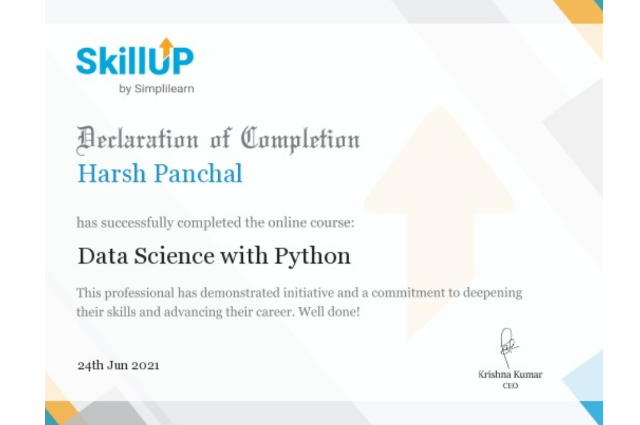 SkillUP
by Simplilearn
Declaration of Completion
Harsh Panchal
has successfully completed the online course:
Data Science with Python
This professional has demonstrated initiative and a commitment to deepening
their skills and advancing their career. Well done!
24th Jun 2021
Krishna Kumar
CEO